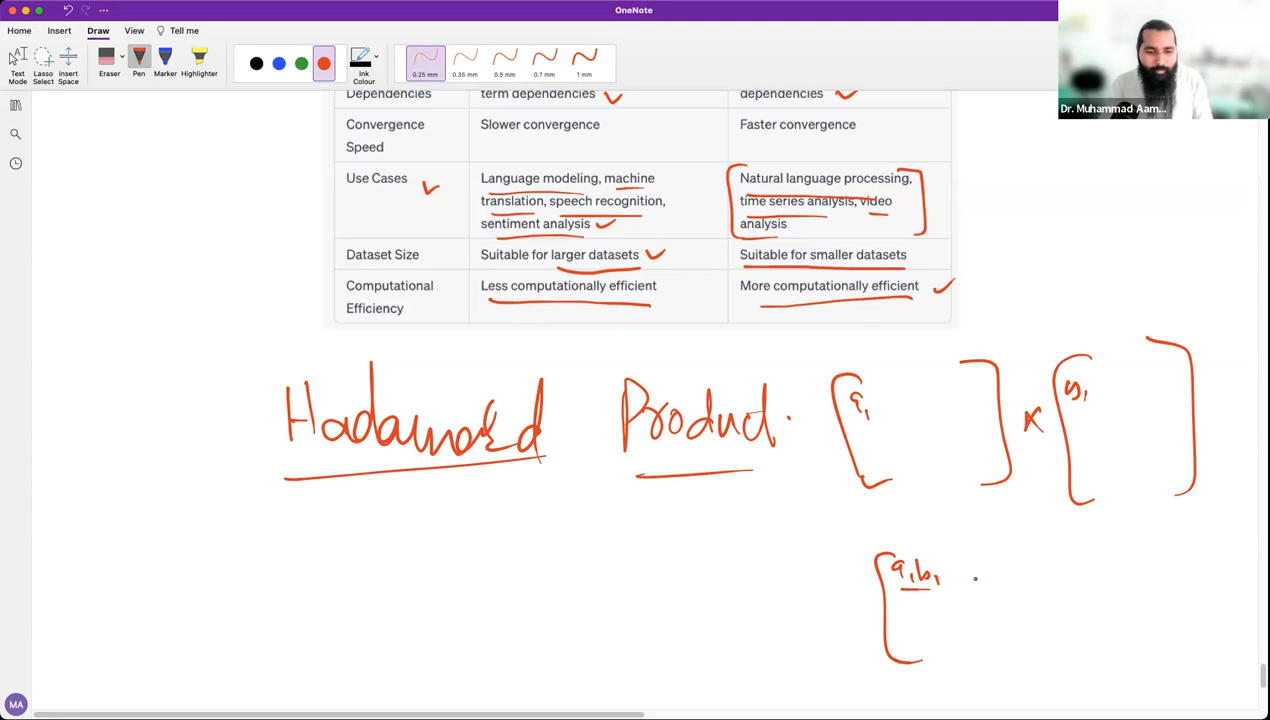 OneNote
Home Insert Draw View Tell me
Text Mode Lasso Select Insert Space Eraser Pen Marker Highlighter 0.25 mm 0.35 mm 0.5 mm 0.7 mm 1 mm Ink Colour
Dr. Muhammad Aam...
Dependencies term dependencies dependencies
Convergence Speed Slower convergence Faster convergence
Use Cases Language modeling, machine translation, speech recognition, sentiment analysis Natural language processing, time series analysis, video analysis
Dataset Size Suitable for larger datasets Suitable for smaller datasets
Computational Efficiency Less computationally efficient More computationally efficient
Hadamard Product. [a1 ] × [b1 ]
[a1b1
MA